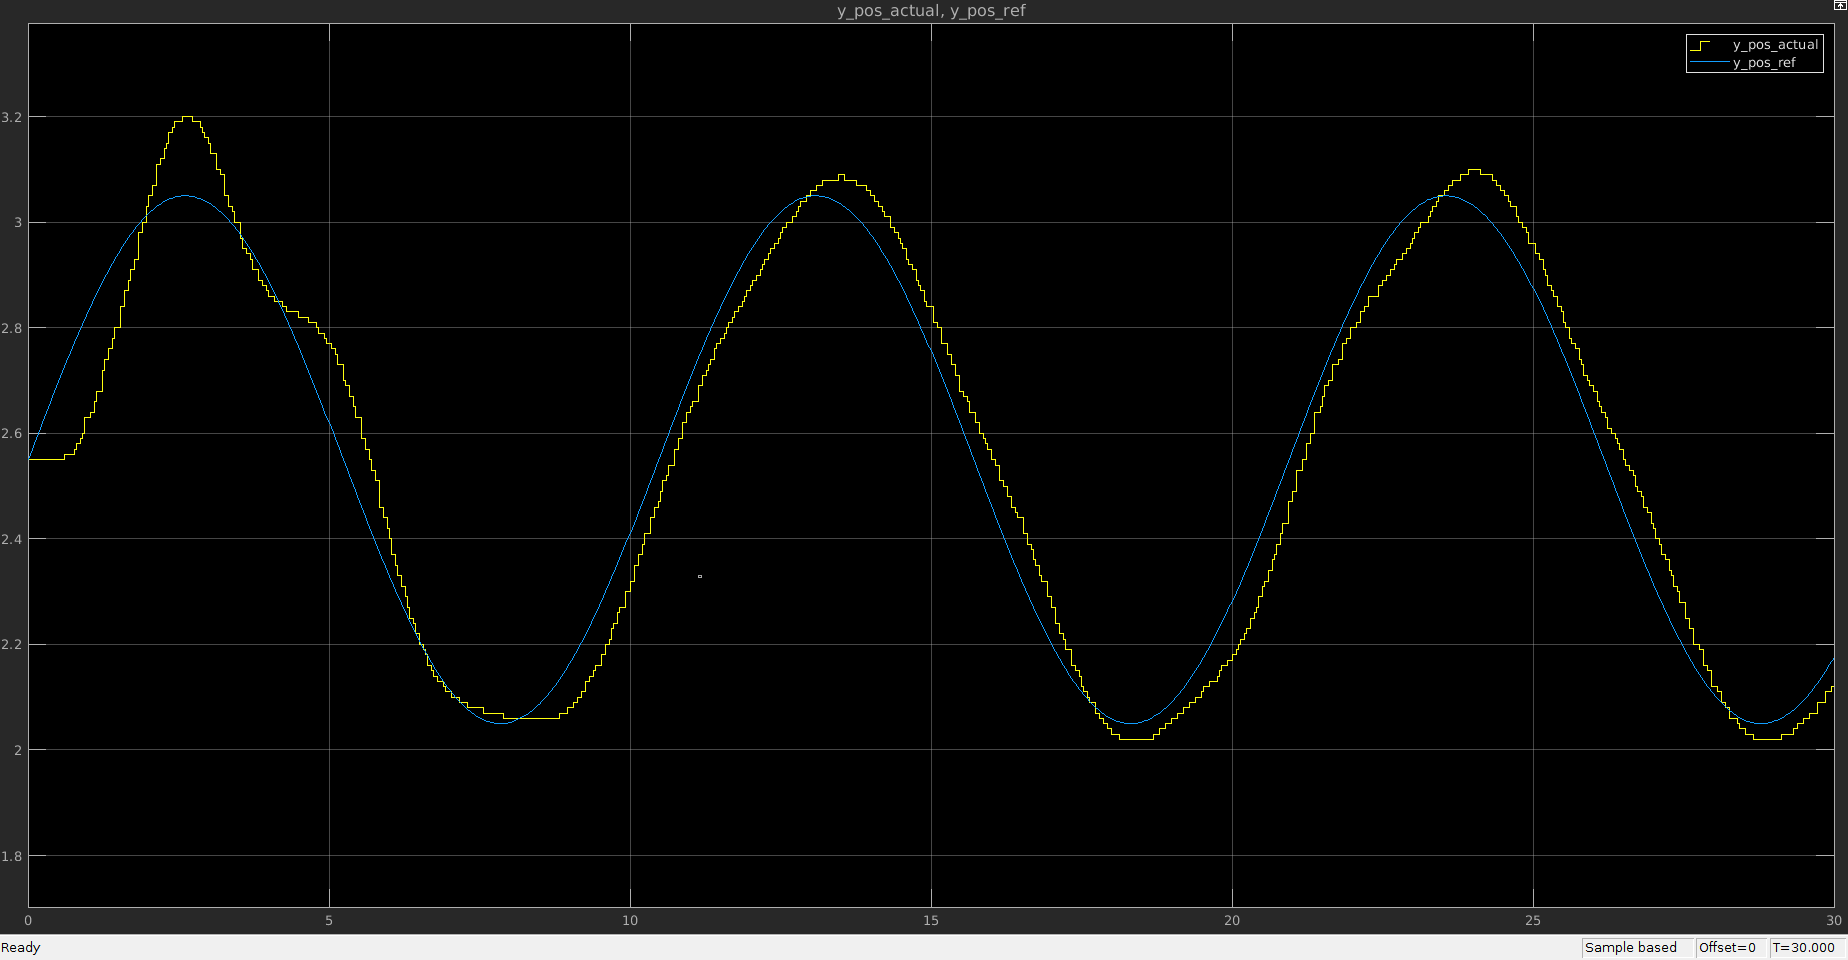 y_pos_actual, y_pos_ref
y_pos_actual
y_pos_ref
3.2
3
2.8
2.6
2.4
2.2
2
1.8
0 5 10 15 20 25 30
Ready Sample based Offset=0 T=30.000